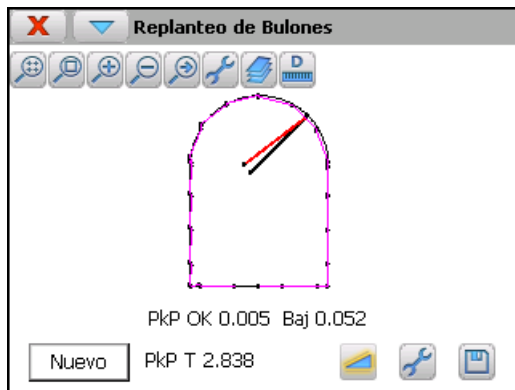 X Replanteo de Bulones
D
PkP OK 0.005 Baj 0.052
Nuevo PkP T 2.838